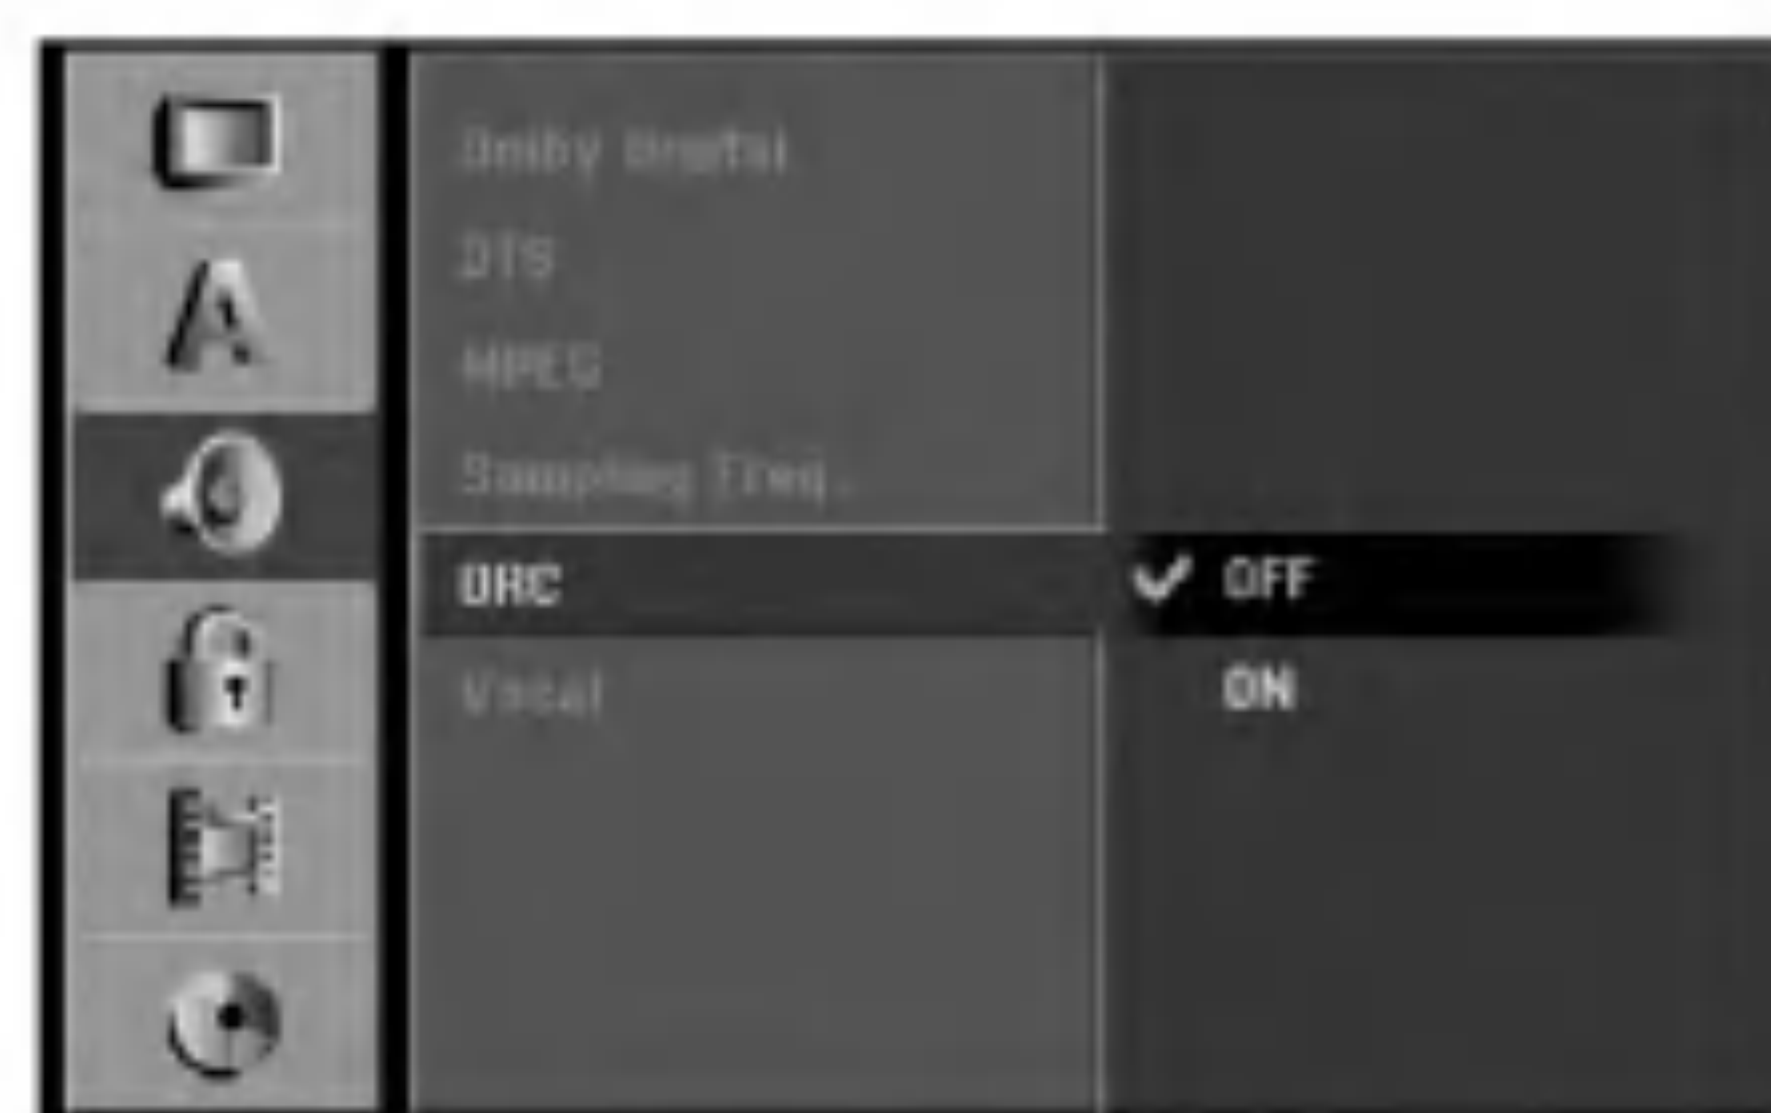 Dolby Digital
DTS
MPEG
Sampling Freq.
DRC
✔ OFF
ON
Vocal